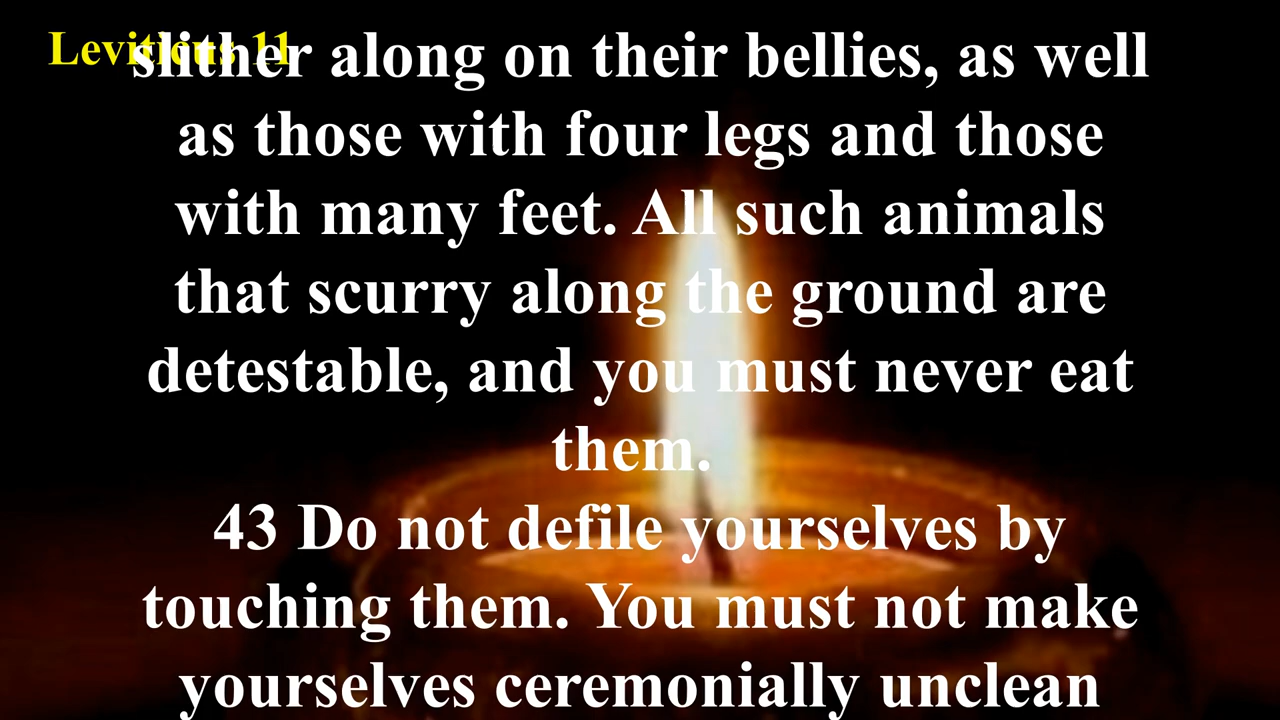 Leviticus 11
slither along on their bellies, as well
as those with four legs and those
with many feet. All such animals
that scurry along the ground are
detestable, and you must never eat
them.
43 Do not defile yourselves by
touching them. You must not make
yourselves ceremonially unclean